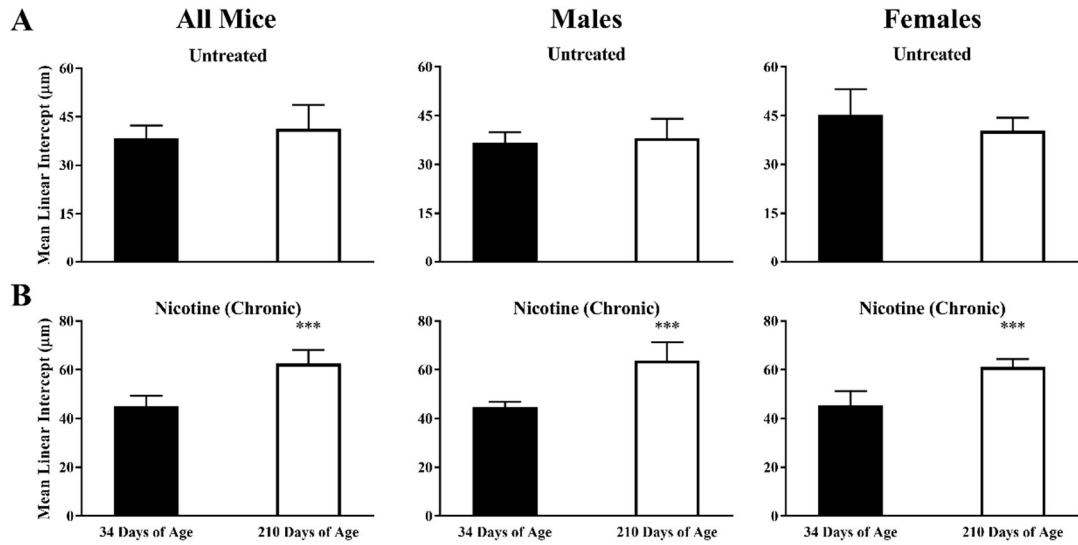 A
All Mice
Males
Females
Untreated
Untreated
Untreated
Mean Linear Intercept (µm)
60
45
30
15
0
60
45
30
15
0
60
45
30
15
0
B
Nicotine (Chronic)
Nicotine (Chronic)
Nicotine (Chronic)
***
***
***
Mean Linear Intercept (µm)
80
60
40
20
0
80
60
40
20
0
80
60
40
20
0
34 Days of Age
210 Days of Age
34 Days of Age
210 Days of Age
34 Days of Age
210 Days of Age